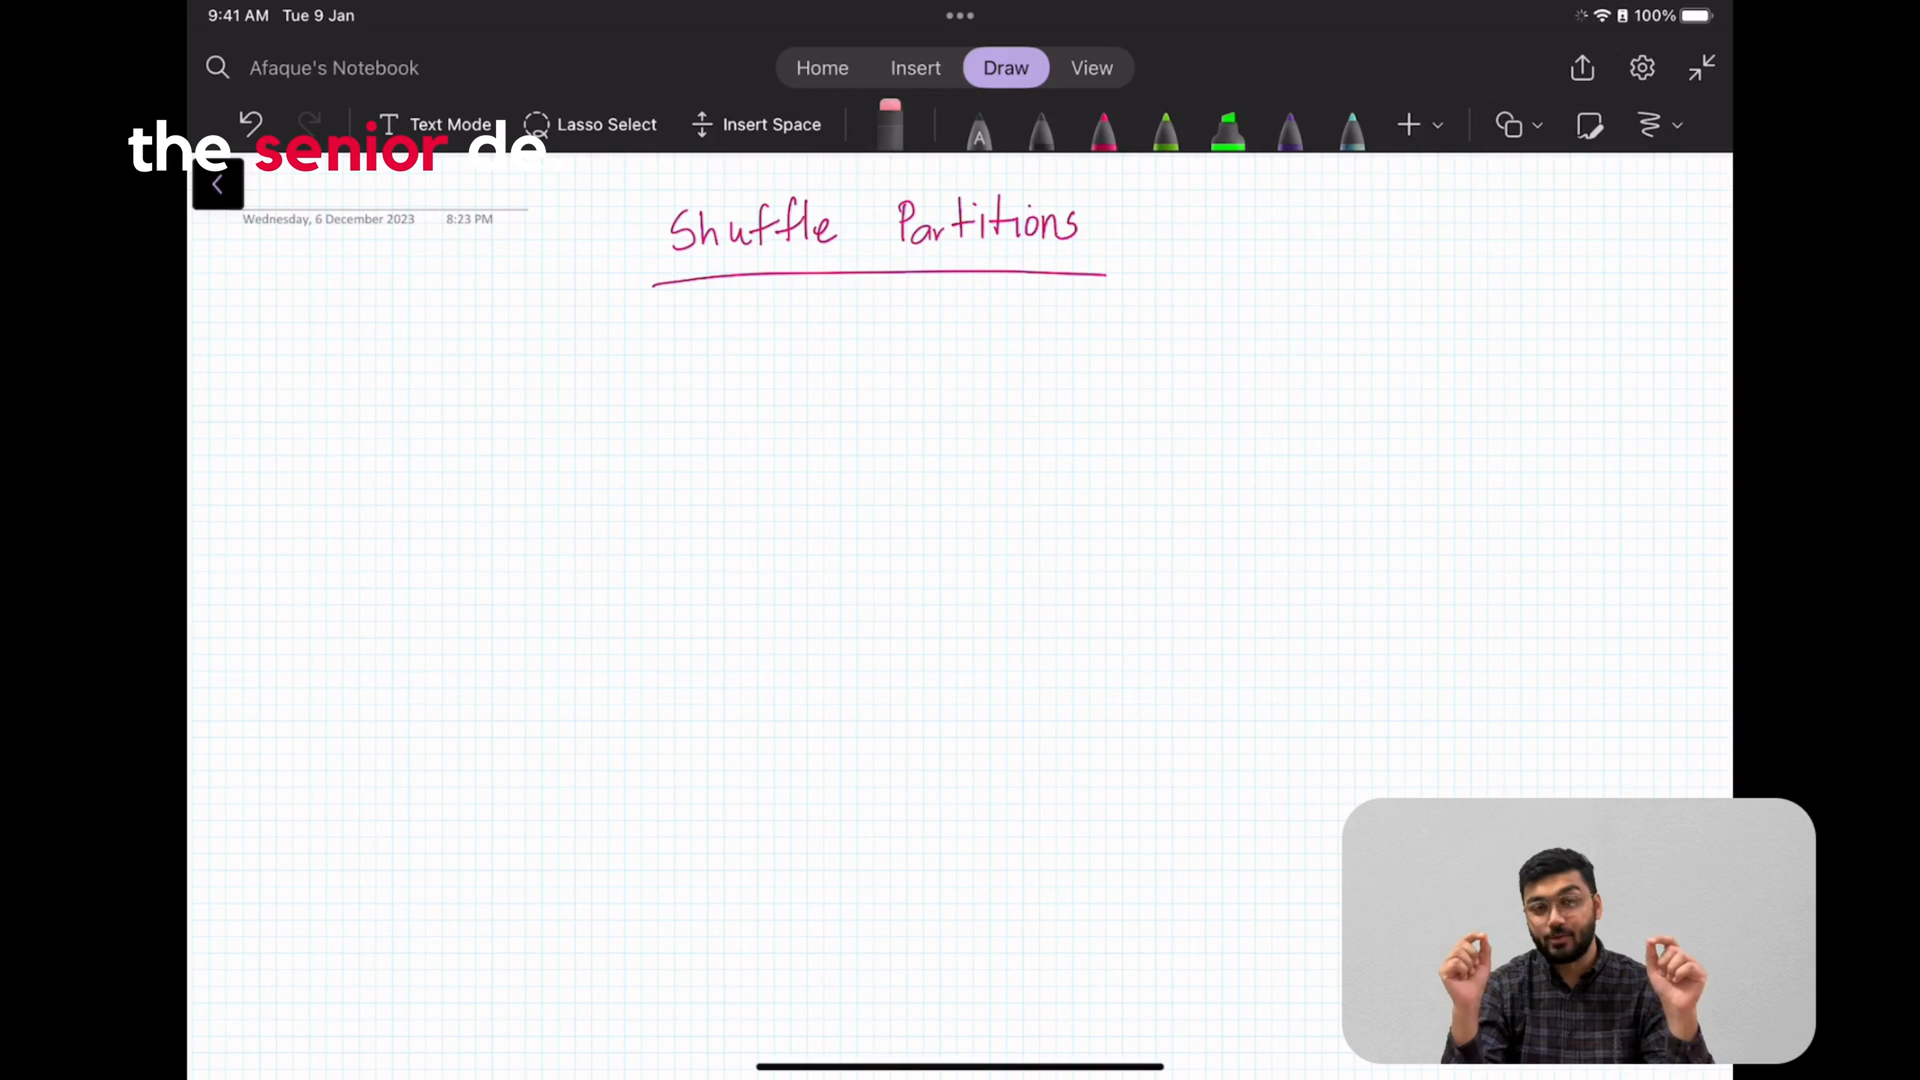 9:41 AM Tue 9 Jan
100%
Afaque's Notebook
Home Insert Draw View
Text Mode Lasso Select Insert Space
A
the senior de
Wednesday, 6 December 2023 8:23 PM
Shuffle Partitions